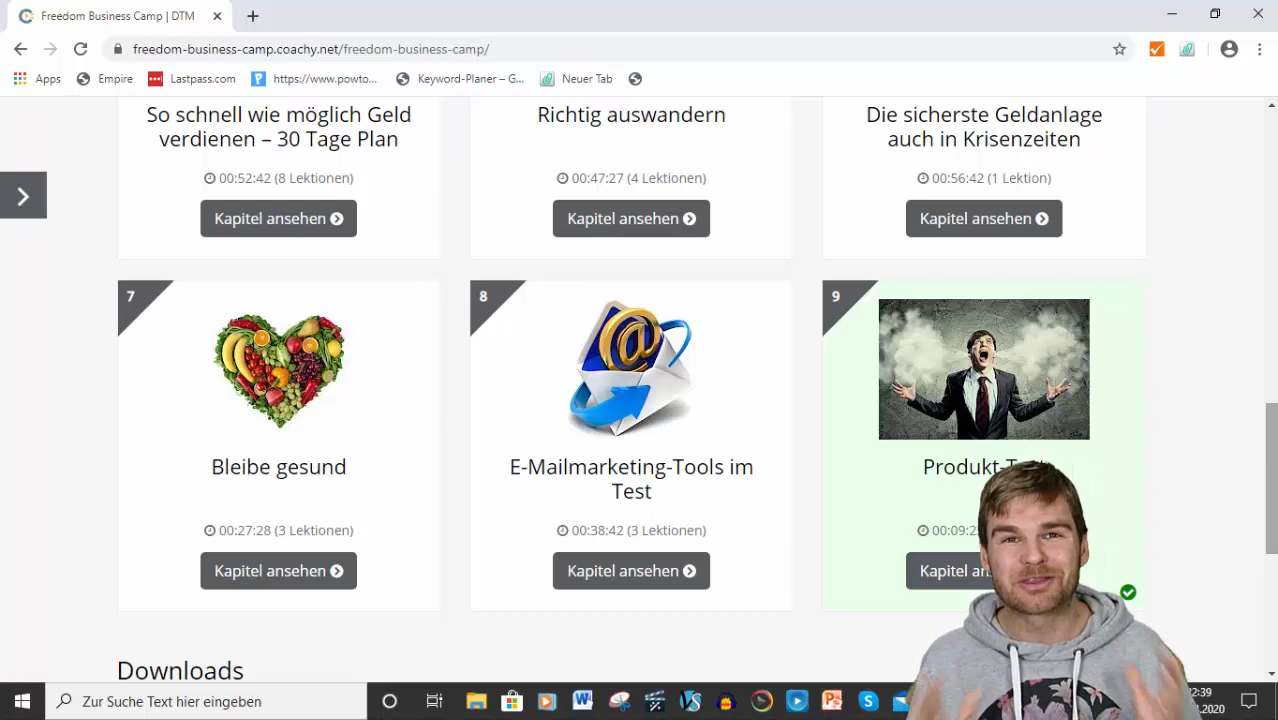 Freedom Business Camp | DTM
freedom-business-camp.coachy.net/freedom-business-camp/
Apps Empire Lastpass.com https://www.powto... Keyword-Planer – G... Neuer Tab
So schnell wie möglich Geld
verdienen – 30 Tage Plan
00:52:42 (8 Lektionen)
Kapitel ansehen
Richtig auswandern
00:47:27 (4 Lektionen)
Kapitel ansehen
Die sicherste Geldanlage
auch in Krisenzeiten
00:56:42 (1 Lektion)
Kapitel ansehen
7
Bleibe gesund
00:27:28 (3 Lektionen)
Kapitel ansehen
8
E-Mailmarketing-Tools im
Test
00:38:42 (3 Lektionen)
Kapitel ansehen
9
Kapitel
Downloads
Zur Suche Text hier eingeben